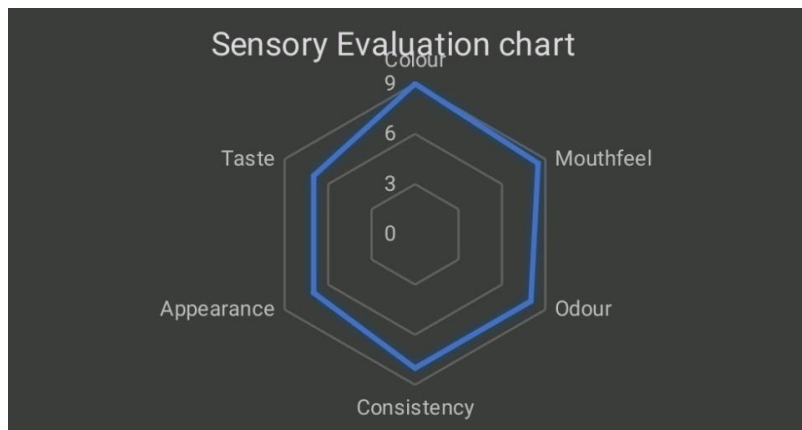 Sensory Evaluation chart
Colour
9
6
3
0
Taste
Mouthfeel
Appearance
Odour
Consistency